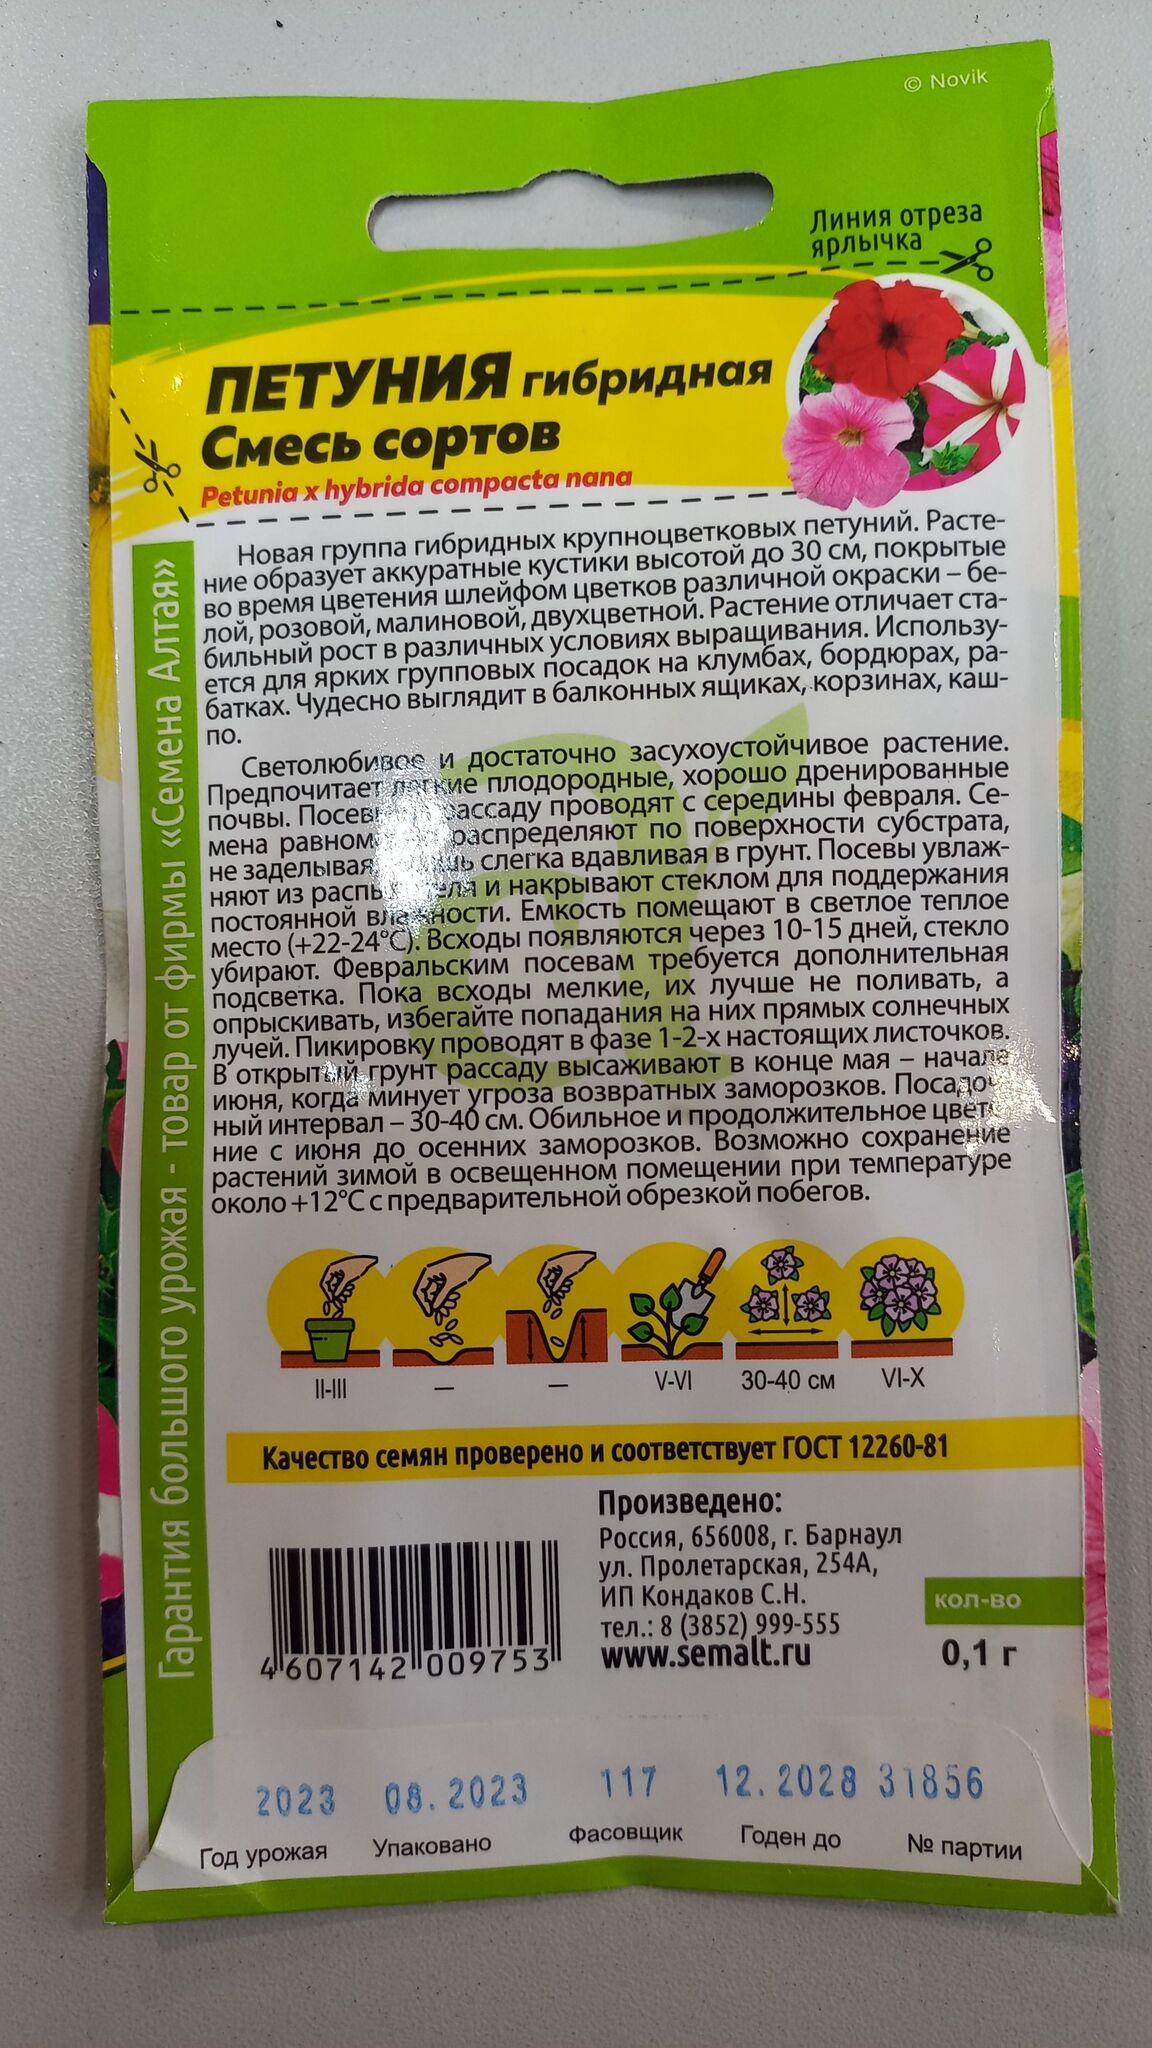 © Novik
Линия отреза
ярлычка
ПЕТУНИЯ гибридная
Смесь сортов
Petunia x hybrida compacta nana
Гарантия большого урожая - товар от фирмы «Семена Алтая»
Новая группа гибридных крупноцветковых петуний. Расте-
ние образует аккуратные кустики высотой до 30 см, покрытые
во время цветения шлейфом цветков различной окраски – бе-
лой, розовой, малиновой, двухцветной. Растение отличает ста-
бильный рост в различных условиях выращивания. Использу-
ется для ярких групповых посадок на клумбах, бордюрах, ра-
батках. Чудесно выглядит в балконных ящиках, корзинах, каш-
по.
Светолюбивое и достаточно засухоустойчивое растение.
Предпочитает легкие плодородные, хорошо дренированные
почвы. Посев рассаду проводят с середины февраля. Се-
мена распределяют по поверхности субстрата,
не слегка вдавливая в грунт. Посевы увлаж-
няют из и накрывают стеклом для поддержания
постоянной влажности. Емкость помещают в светлое теплое
место (+22-24°С). Всходы появляются через 10-15 дней, стекло
убирают. Февральским посевам требуется дополнительная
подсветка. Пока всходы мелкие, их лучше не поливать, а
опрыскивать, избегайте попадания на них прямых солнечных
лучей. Пикировку проводят в фазе 1-2-х настоящих листочков.
В открытый грунт рассаду высаживают в конце мая – начале
июня, когда минует угроза возвратных заморозков. Посадоч-
ный интервал – 30-40 см. Обильное и продолжительное цвете-
ние с июня до осенних заморозков. Возможно сохранение
растений зимой в освещенном помещении при температуре
около +12°С с предварительной обрезкой побегов.
II-III — — V-VI 30-40 см VI-X
Качество семян проверено и соответствует ГОСТ 12260-81
Произведено:
Россия, 656008, г. Барнаул
ул. Пролетарская, 254А,
ИП Кондаков С.Н.
тел.: 8 (3852) 999-555
www.semalt.ru
кол-во
0,1 г
4 607142 009753
2023 08.2023 117 12.2028 31856
Год урожая Упаковано Фасовщик Годен до № партии